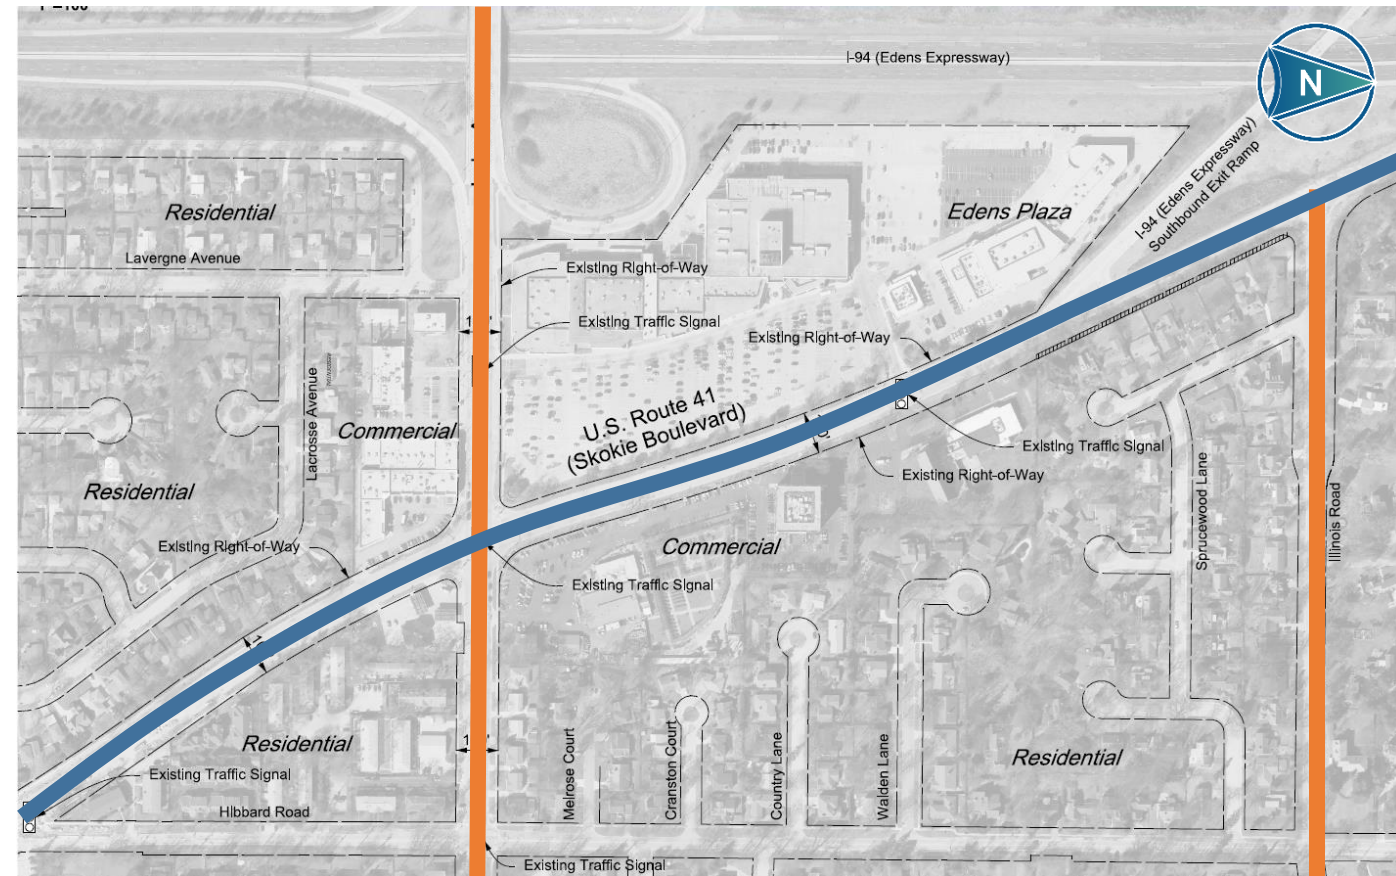 I-94 (Edens Expressway)
N
I-94 (Edens Expressway)
Southbound Exit Ramp
Residential
Edens Plaza
Lavergne Avenue
Existing Right-of-Way
Existing Traffic Signal
Existing Right-of-Way
U.S. Route 41
(Skokie Boulevard)
Lacrosse Avenue
Commercial
Existing Traffic Signal
Existing Right-of-Way
Residential
Sprucewood Lane
Illinois Road
Existing Right-of-Way
Commercial
Existing Traffic Signal
Residential
Existing Traffic Signal
Hibbard Road
Melrose Court
Cranston Court
Country Lane
Walden Lane
Residential
Existing Traffic Signal